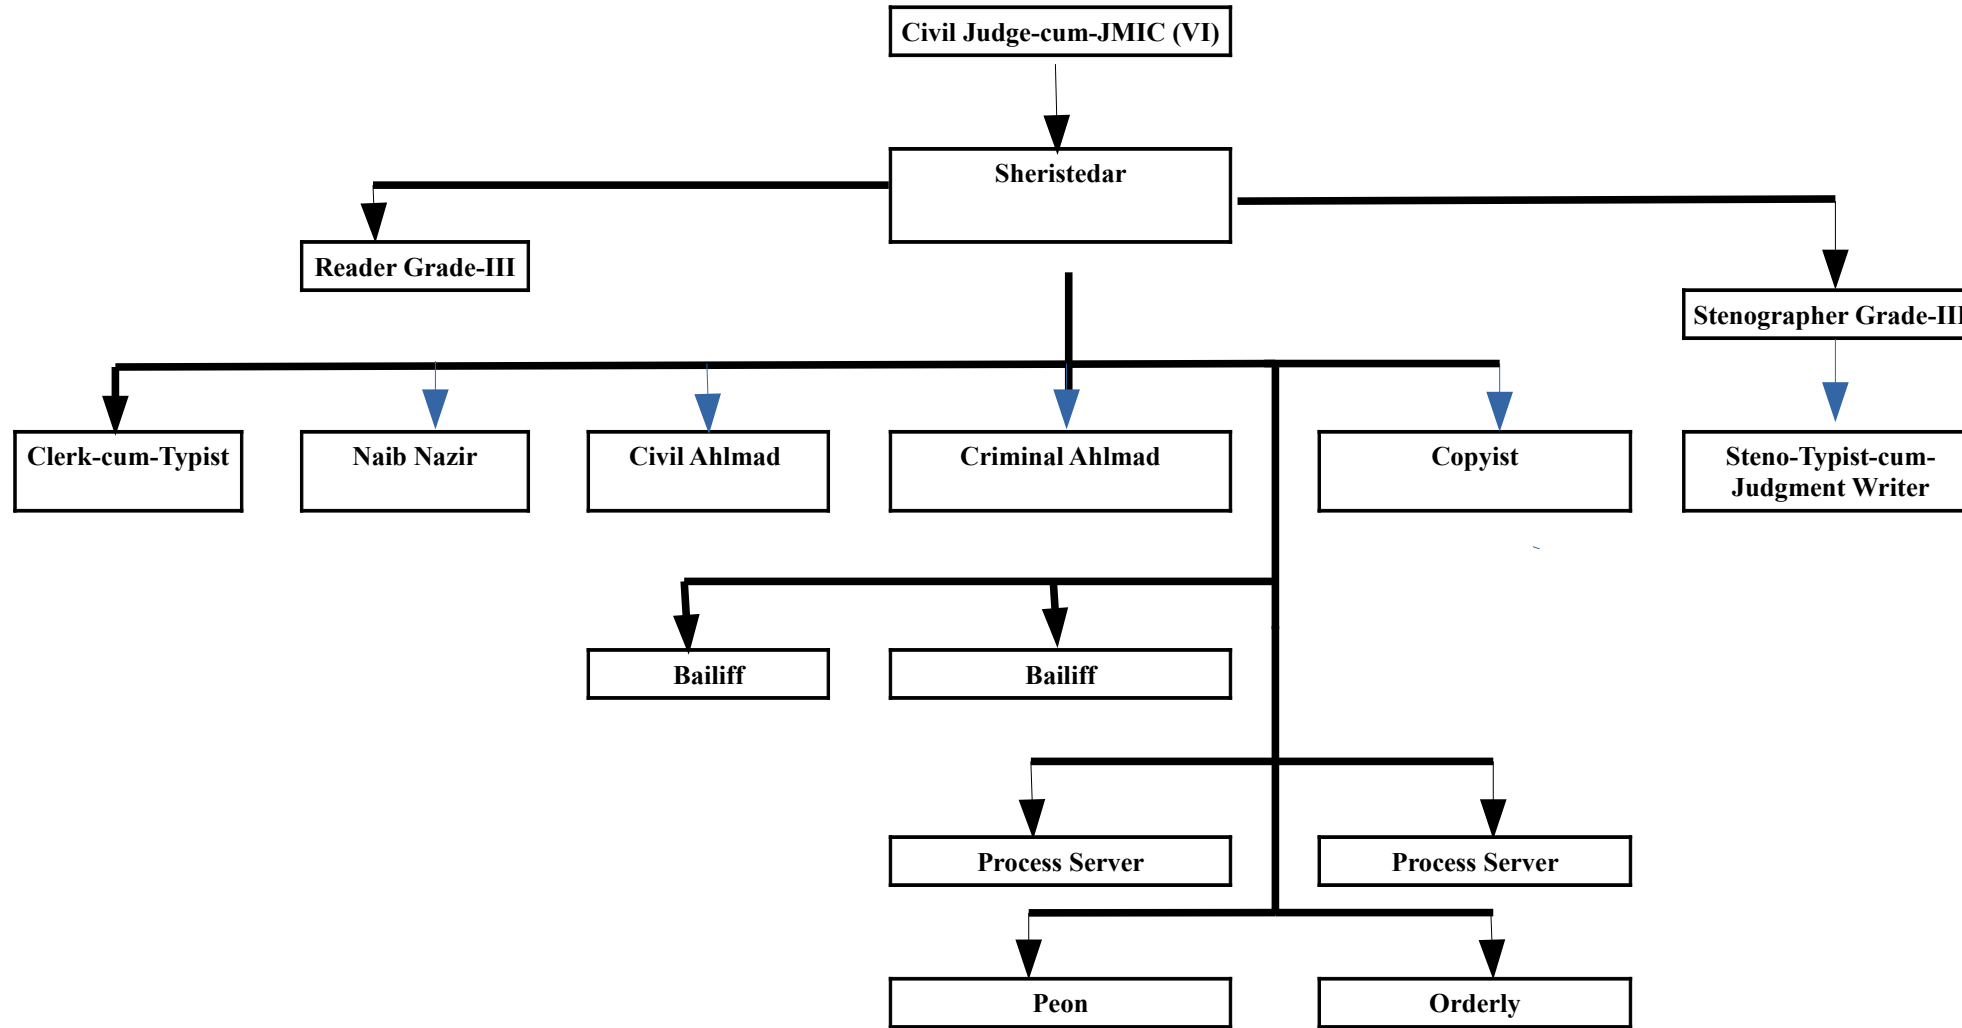 Civil Judge-cum-JMIC (VI)
Sheristedar
Reader Grade-III
Stenographer Grade-III
Clerk-cum-Typist
Naib Nazir
Civil Ahlmad
Criminal Ahlmad
Copyist
Steno-Typist-cum-
Judgment Writer
Bailiff
Bailiff
Process Server
Process Server
Peon
Orderly